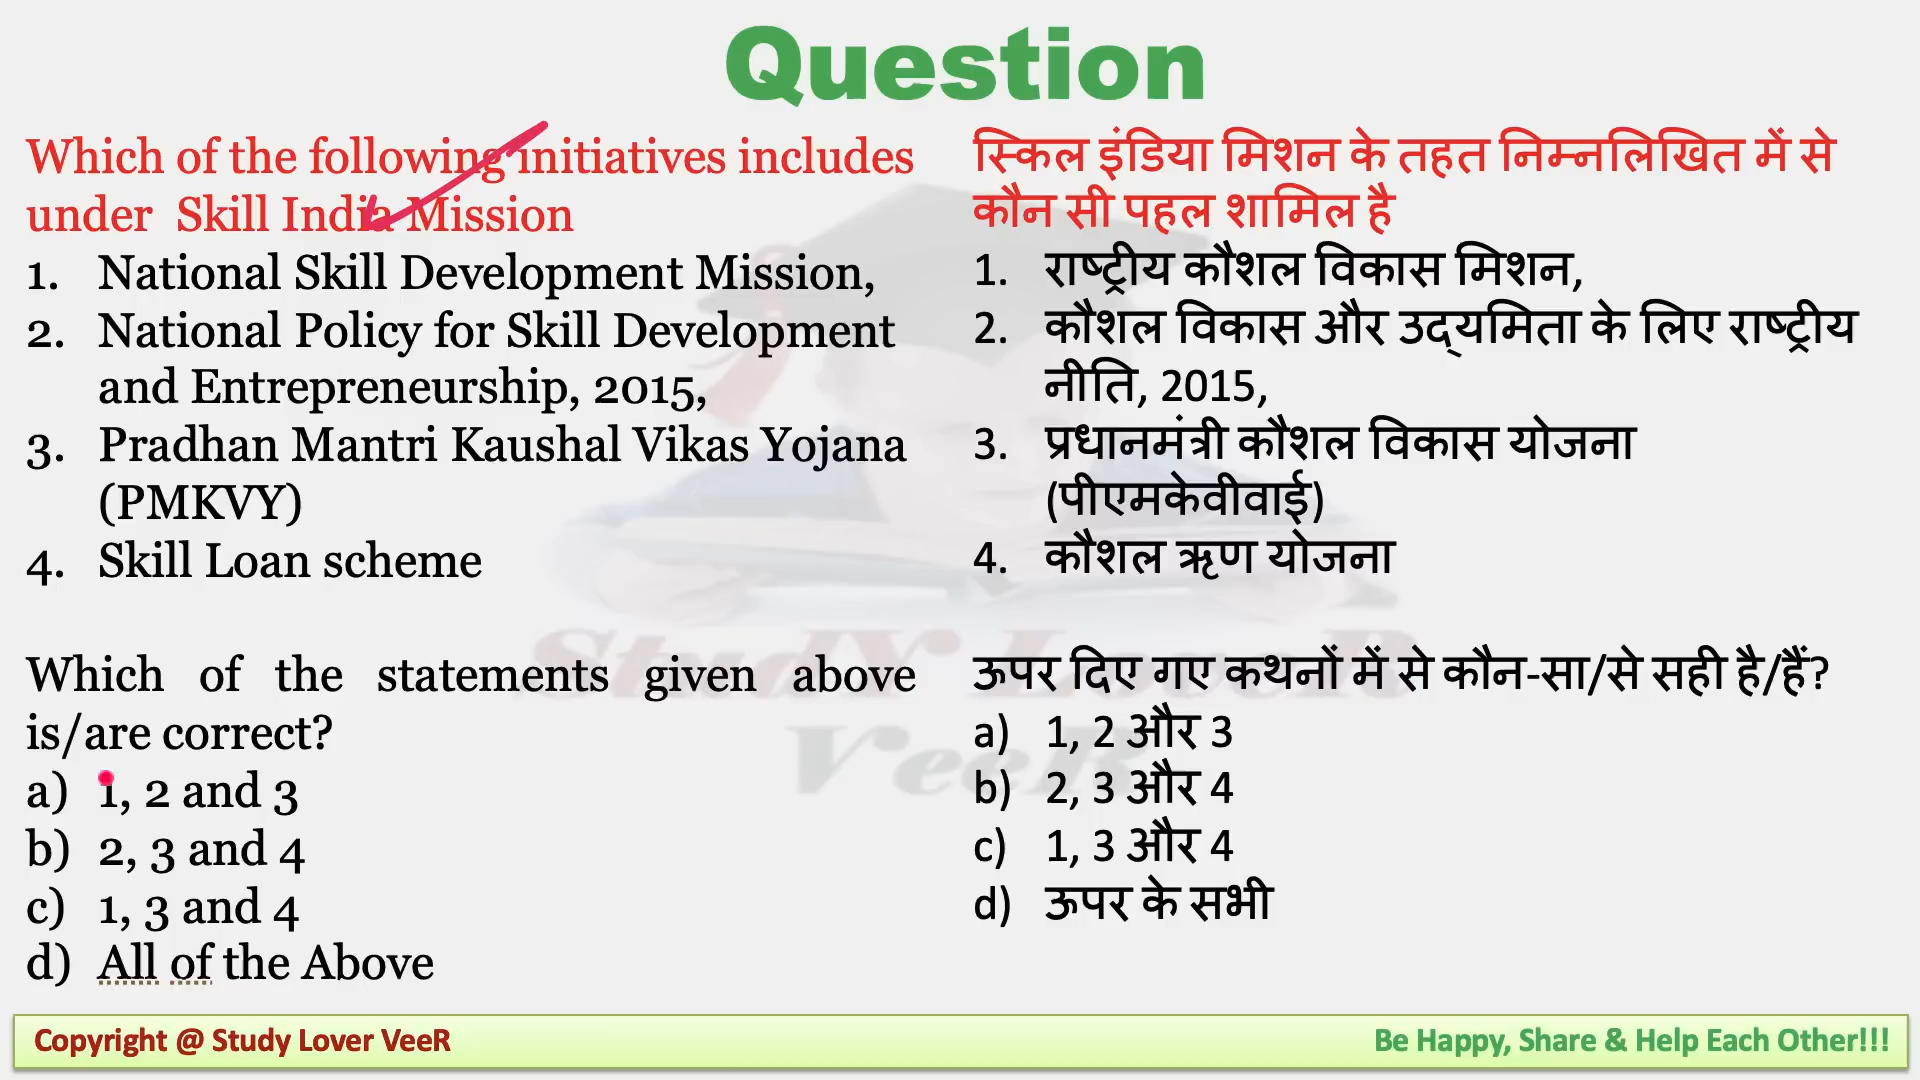 Question
Which of the following initiatives includes
under Skill India Mission
1. National Skill Development Mission,
2. National Policy for Skill Development
and Entrepreneurship, 2015,
3. Pradhan Mantri Kaushal Vikas Yojana
(PMKVY)
4. Skill Loan scheme
Which of the statements given above
is/are correct?
a) 1, 2 and 3
b) 2, 3 and 4
c) 1, 3 and 4
d) All of the Above
स्किल इंडिया मिशन के तहत निम्नलिखित में से
कौन सी पहल शामिल है
1. राष्ट्रीय कौशल विकास मिशन,
2. कौशल विकास और उद्यमिता के लिए राष्ट्रीय
नीति, 2015,
3. प्रधानमंत्री कौशल विकास योजना
(पीएमकेवीवाई)
4. कौशल ऋण योजना
ऊपर दिए गए कथनों में से कौन-सा/से सही है/हैं?
a) 1, 2 और 3
b) 2, 3 और 4
c) 1, 3 और 4
d) ऊपर के सभी
StudY LoveR
VeeR
Copyright @ Study Lover VeeR
Be Happy, Share & Help Each Other!!!